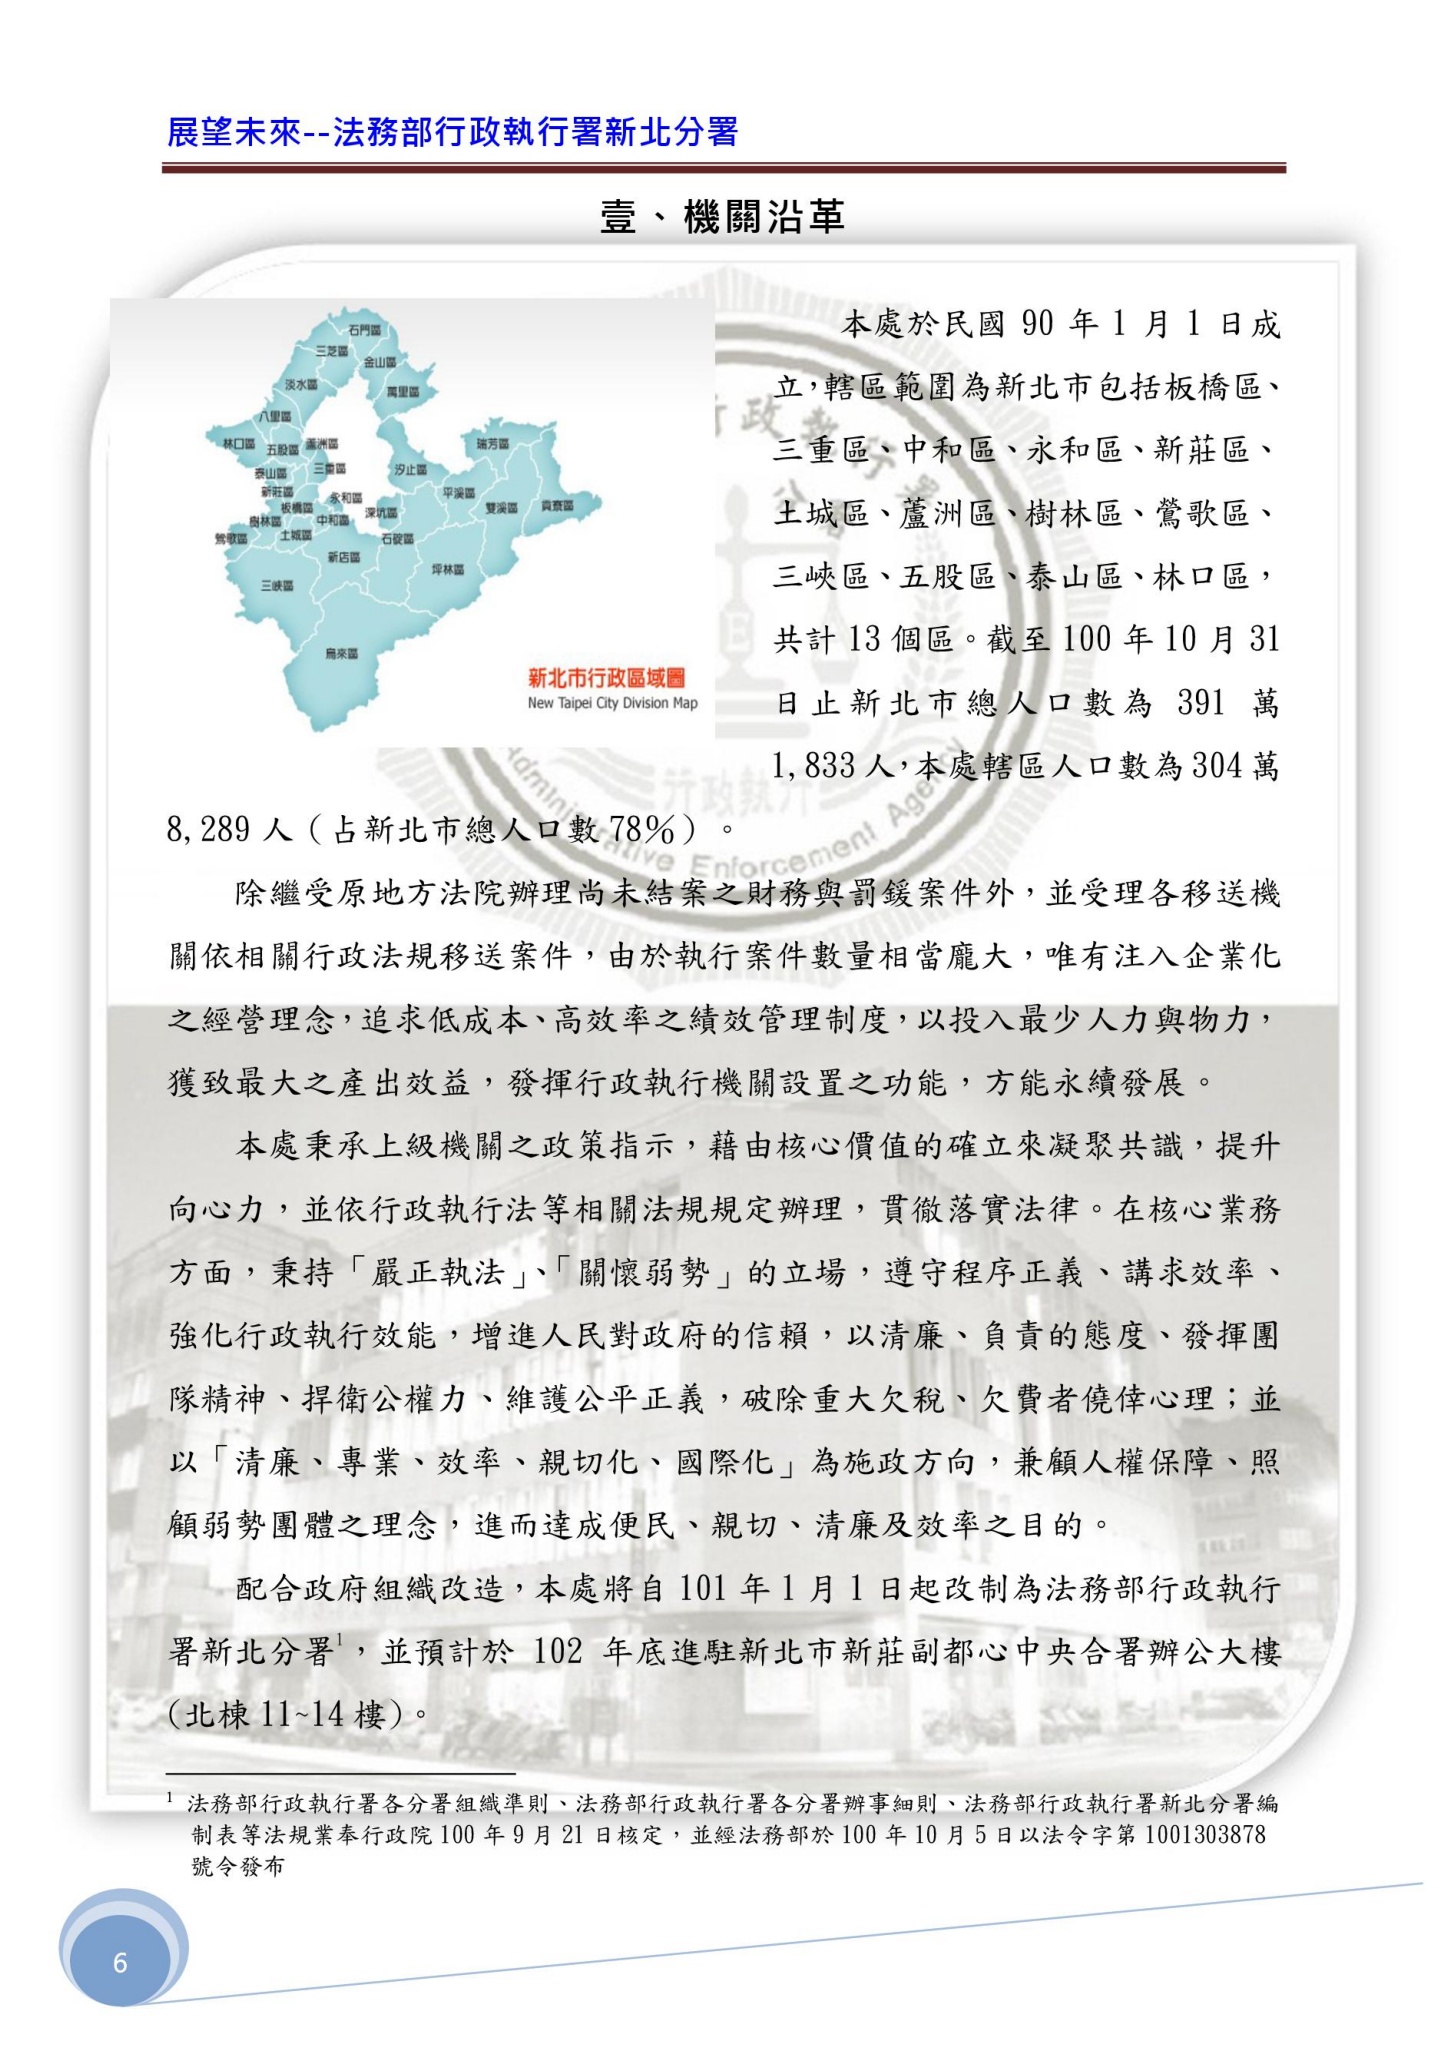 展望未來--法務部行政執行署新北分署
壹、機關沿革
石門區
三芝區
金山區
淡水區
萬里區
八里區
林口區
五股區
蘆洲區
瑞芳區
泰山區
三重區
汐止區
新莊區
永和區
平溪區
板橋區
深坑區
雙溪區
貢寮區
樹林區
中和區
鶯歌區
土城區
石碇區
新店區
坪林區
三峽區
烏來區
新北市行政區域圖
New Taipei City Division Map
本處於民國 90 年 1 月 1 日成
立，轄區範圍為新北市包括板橋區、
三重區、中和區、永和區、新莊區、
土城區、蘆洲區、樹林區、鶯歌區、
三峽區、五股區、泰山區、林口區，
共計 13 個區。截至 100 年 10 月 31
日止新北市總人口數為 391 萬
1,833 人，本處轄區人口數為 304 萬
8,289 人（占新北市總人口數 78%）。
除繼受原地方法院辦理尚未結案之財務與罰鍰案件外，並受理各移送機
關依相關行政法規移送案件，由於執行案件數量相當龐大，唯有注入企業化
之經營理念，追求低成本、高效率之績效管理制度，以投入最少人力與物力，
獲致最大之產出效益，發揮行政執行機關設置之功能，方能永續發展。
本處秉承上級機關之政策指示，藉由核心價值的確立來凝聚共識，提升
向心力，並依行政執行法等相關法規規定辦理，貫徹落實法律。在核心業務
方面，秉持「嚴正執法」、「關懷弱勢」的立場，遵守程序正義、講求效率、
強化行政執行效能，增進人民對政府的信賴，以清廉、負責的態度、發揮團
隊精神、捍衛公權力、維護公平正義，破除重大欠稅、欠費者僥倖心理；並
以「清廉、專業、效率、親切化、國際化」為施政方向，兼顧人權保障、照
顧弱勢團體之理念，進而達成便民、親切、清廉及效率之目的。
配合政府組織改造，本處將自 101 年 1 月 1 日起改制為法務部行政執行
署新北分署1，並預計於 102 年底進駐新北市新莊副都心中央合署辦公大樓
(北棟 11~14 樓)。
1 法務部行政執行署各分署組織準則、法務部行政執行署各分署辦事細則、法務部行政執行署新北分署編
制表等法規業奉行政院 100 年 9 月 21 日核定，並經法務部於 100 年 10 月 5 日以法令字第 1001303878
號令發布
行政執行署
行政執行
Administrative Enforcement Agency
6